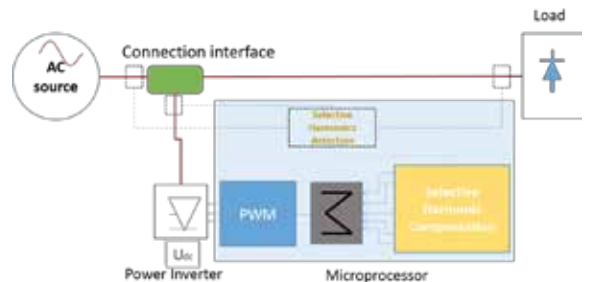 Load
AC
source
Connection interface
Selective
Harmonics
detection
PWM
Σ
Selective
Harmonic
Compensation
Udc
Power Inverter
Microprocessor